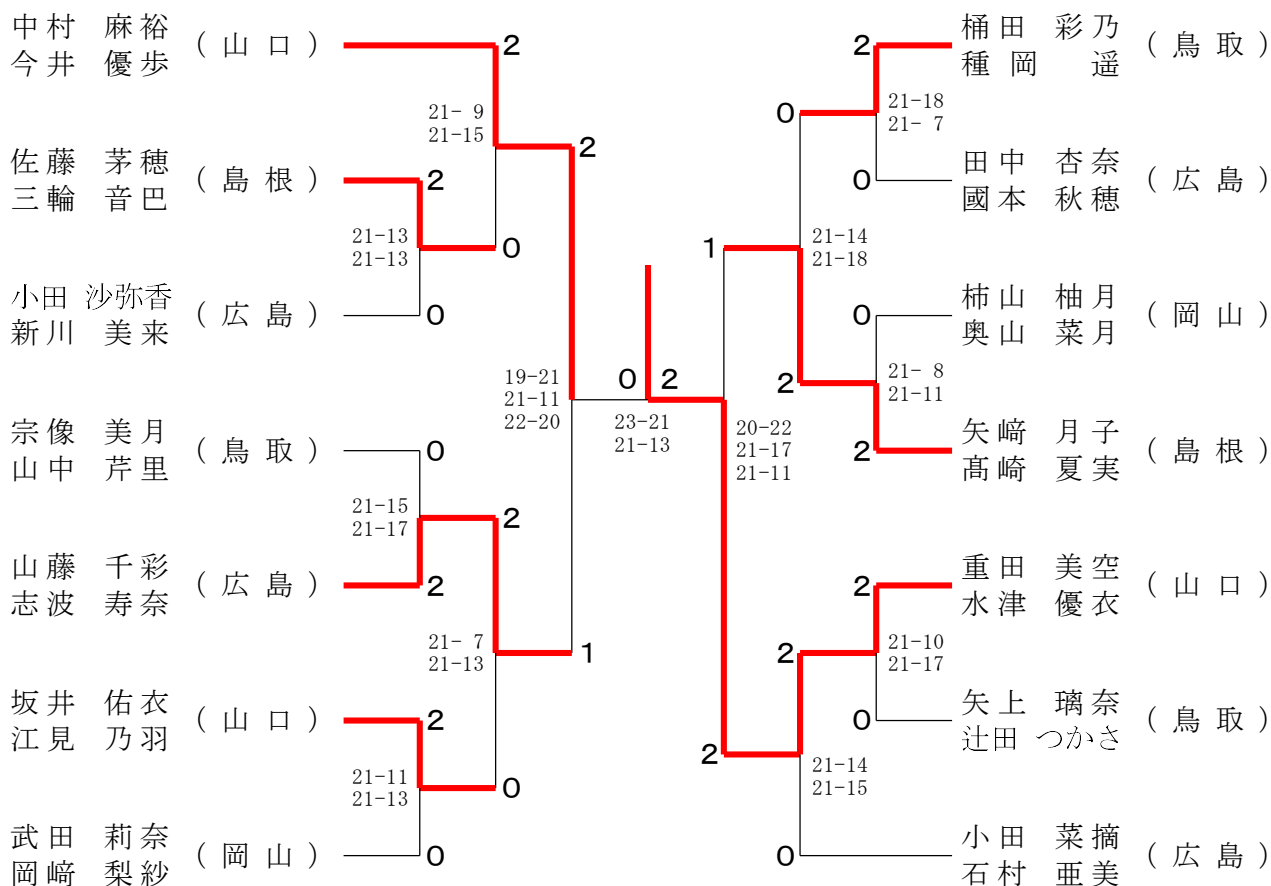 中村 麻裕
今井 優歩
(山口)
2
21- 9
21-15
2
佐藤 茅穂
三輪 音巴
(島根)
2
21-13
21-13
0
小田 沙弥香
新川 美来
(広島)
0
19-21
21-11
22-20
宗像 美月
山中 芹里
(鳥取)
0
21-15
21-17
2
山藤 千彩
志波 寿奈
(広島)
2
21- 7
21-13
1
坂井 佑衣
江見 乃羽
(山口)
2
21-11
21-13
0
武田 莉奈
岡﨑 梨紗
(岡山)
0
0 2
23-21
21-13
桶田 彩乃
種岡 遥
(鳥取)
2
21-18
21- 7
0
田中 杏奈
國本 秋穂
(広島)
0
1
21-14
21-18
柿山 柚月
奥山 菜月
(岡山)
0
2
21- 8
21-11
矢﨑 月子
髙崎 夏実
(島根)
2
20-22
21-17
21-11
重田 美空
水津 優衣
(山口)
2
21-10
21-17
2
矢上 璃奈
辻田 つかさ
(鳥取)
0
2
21-14
21-15
小田 菜摘
石村 亜美
(広島)
0